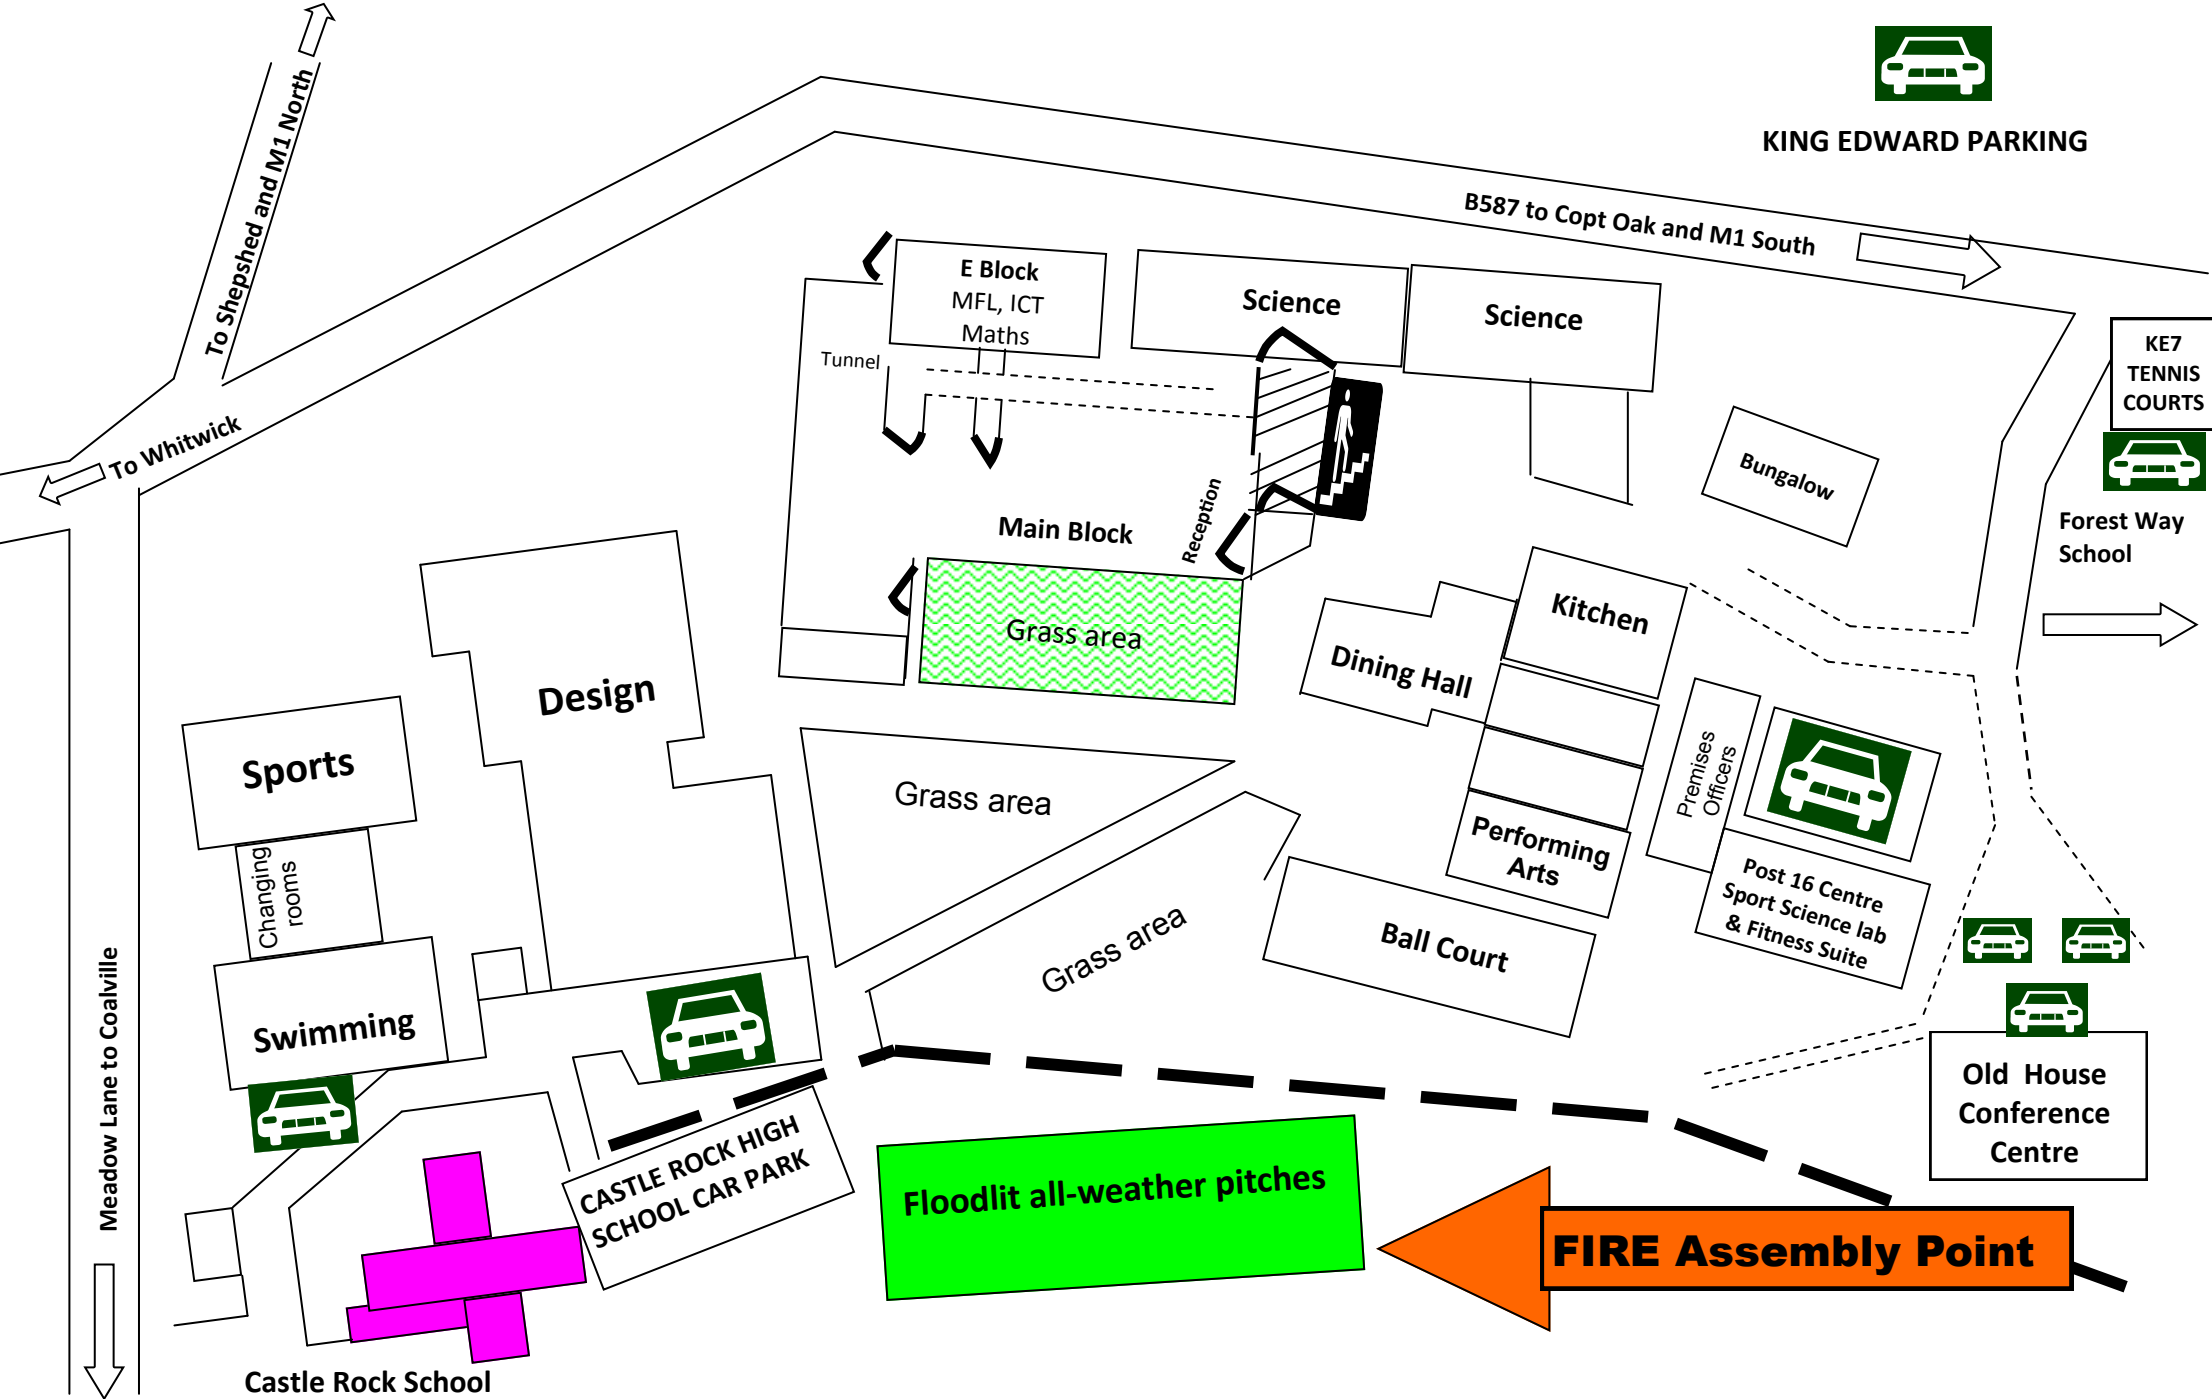 KING EDWARD PARKING
To Shepshed and M1 North
B587 to Copt Oak and M1 South
E Block
MFL, ICT
Maths
Science
Science
KE7
TENNIS
COURTS
Tunnel
To Whitwick
Bungalow
Reception
Main Block
Forest Way
School
Grass area
Kitchen
Dining Hall
Design
Sports
Premises
Officers
Grass area
Performing
Arts
Changing
rooms
Post 16 Centre
Sport Science lab
& Fitness Suite
Grass area
Ball Court
Swimming
Meadow Lane to Coalville
Old House
Conference
Centre
CASTLE ROCK HIGH
SCHOOL CAR PARK
Floodlit all-weather pitches
FIRE Assembly Point
Castle Rock School